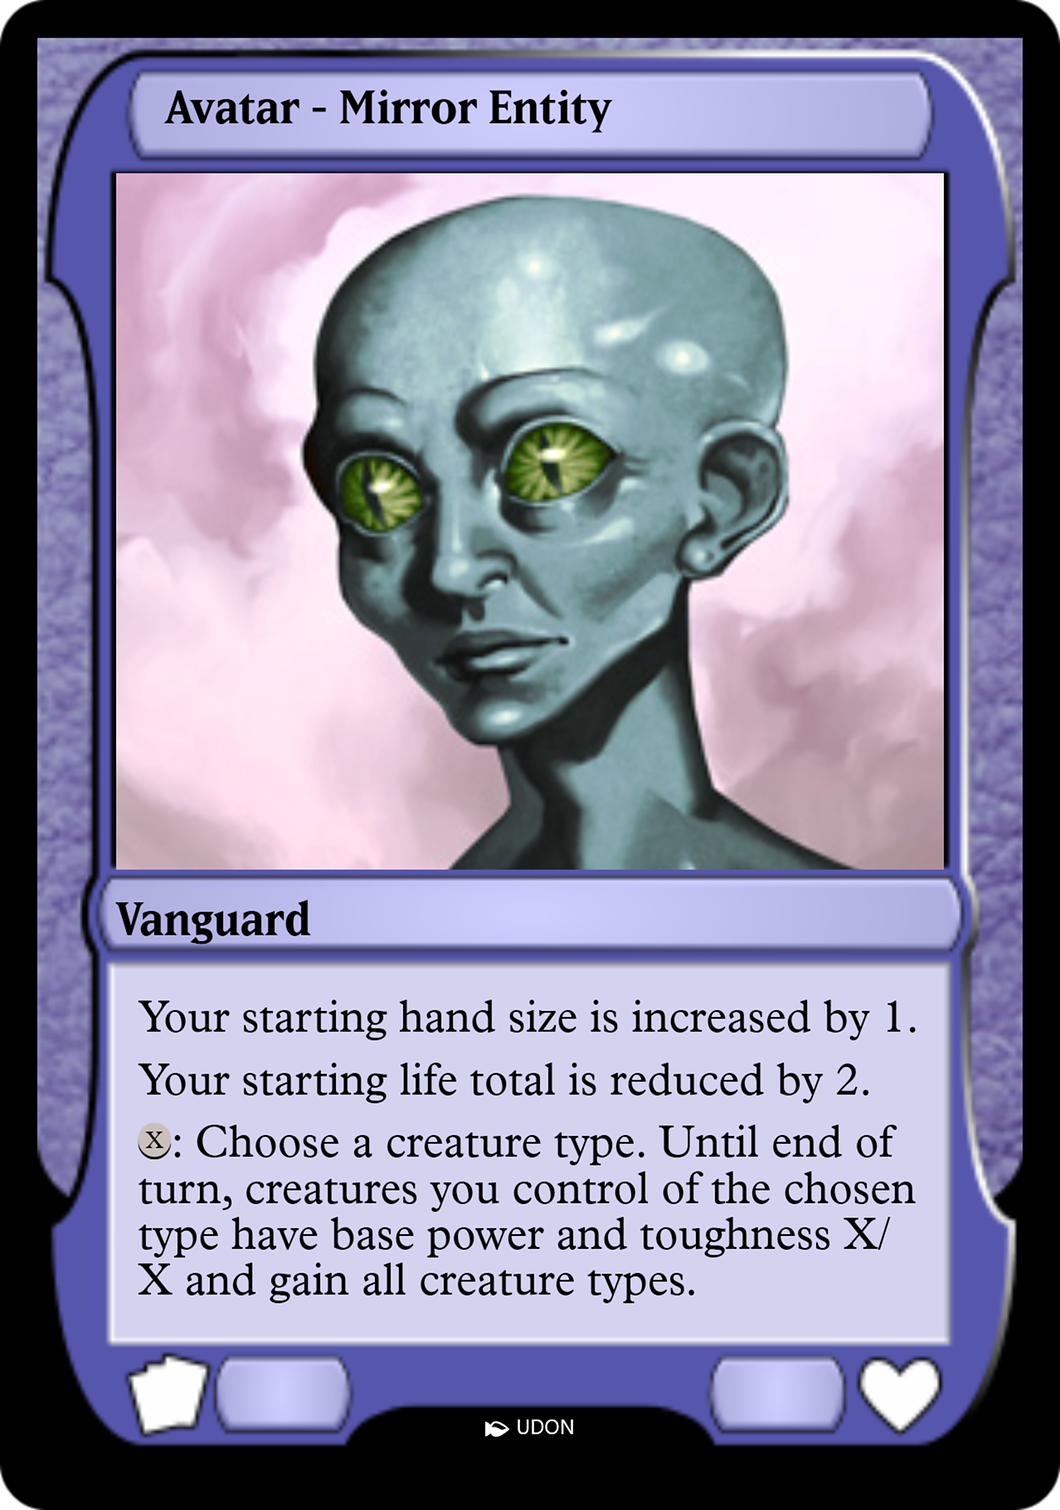 Avatar - Mirror Entity
Vanguard
Your starting hand size is increased by 1.
Your starting life total is reduced by 2.
X: Choose a creature type. Until end of
turn, creatures you control of the chosen
type have base power and toughness X/
X and gain all creature types.
UDON